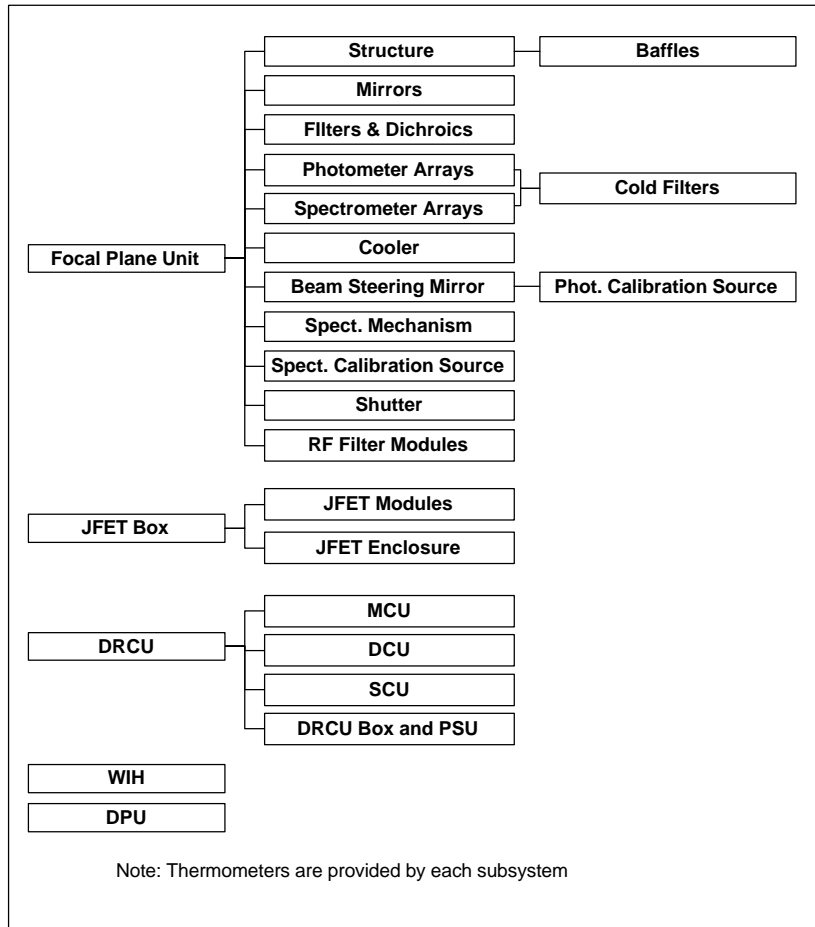 Structure
Baffles
Mirrors
FIlters & Dichroics
Photometer Arrays
Cold Filters
Spectrometer Arrays
Focal Plane Unit
Cooler
Beam Steering Mirror
Phot. Calibration Source
Spect. Mechanism
Spect. Calibration Source
Shutter
RF Filter Modules
JFET Box
JFET Modules
JFET Enclosure
DRCU
MCU
DCU
SCU
DRCU Box and PSU
WIH
DPU
Note: Thermometers are provided by each subsystem